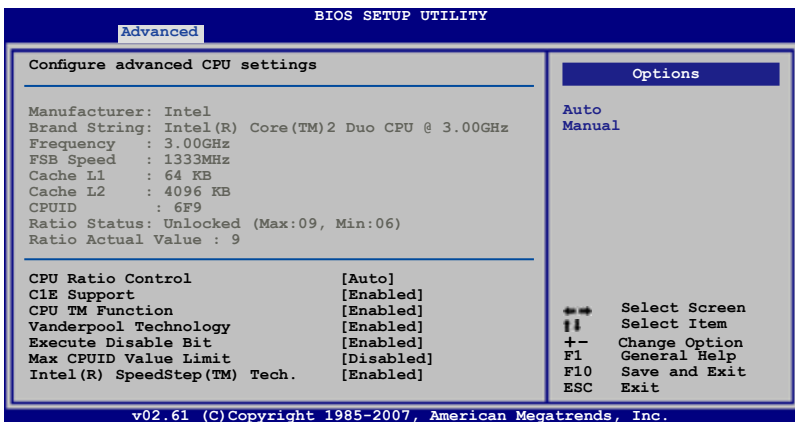 BIOS SETUP UTILITY
Advanced
Configure advanced CPU settings
Manufacturer: Intel
Brand String: Intel(R) Core(TM)2 Duo CPU @ 3.00GHz
Frequency : 3.00GHz
FSB Speed : 1333MHz
Cache L1 : 64 KB
Cache L2 : 4096 KB
CPUID : 6F9
Ratio Status: Unlocked (Max:09, Min:06)
Ratio Actual Value : 9
CPU Ratio Control [Auto]
C1E Support [Enabled]
CPU TM Function [Enabled]
Vanderpool Technology [Enabled]
Execute Disable Bit [Enabled]
Max CPUID Value Limit [Disabled]
Intel(R) SpeedStep(TM) Tech. [Enabled]
Options
Auto
Manual
←→ Select Screen
↑↓ Select Item
+- Change Option
F1 General Help
F10 Save and Exit
ESC Exit
v02.61 (C)Copyright 1985-2007, American Megatrends, Inc.